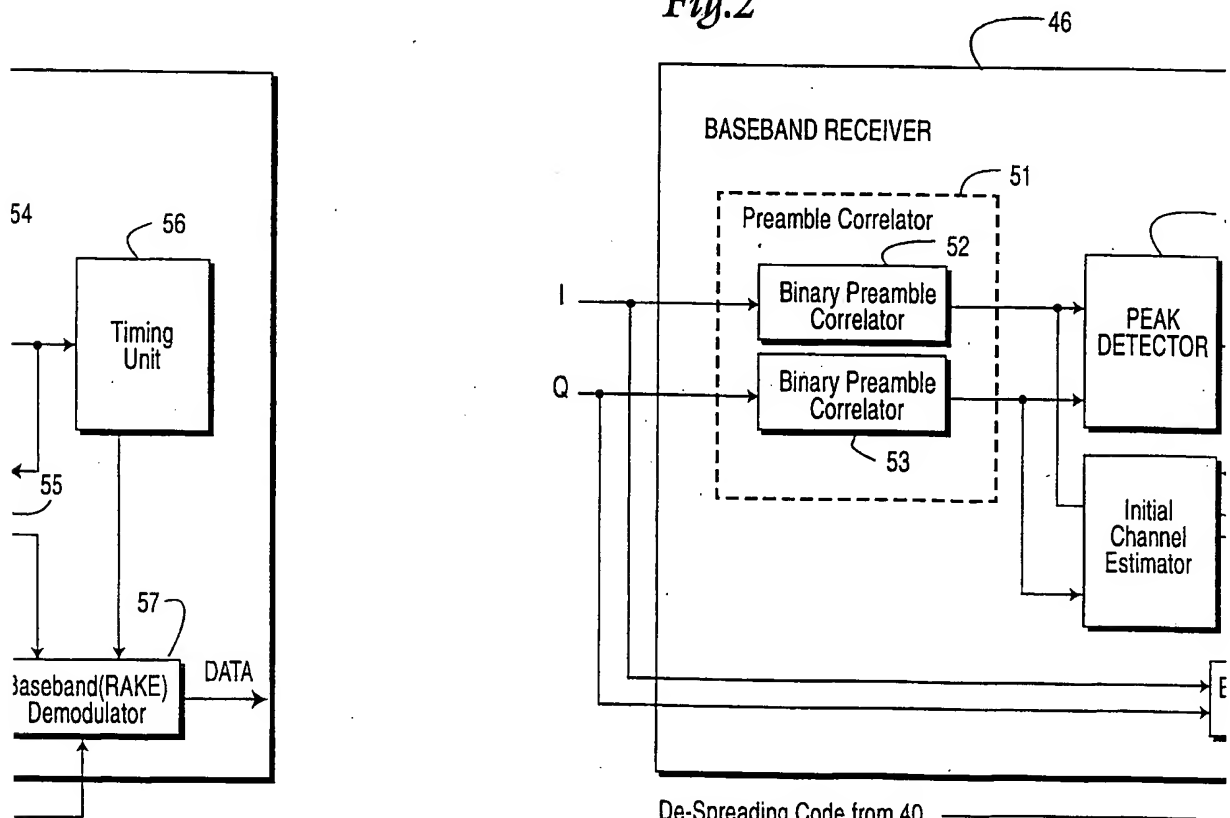 54
56
Timing
Unit
55
57
Baseband(RAKE)
Demodulator
DATA
Fig.2
46
BASEBAND RECEIVER
51
Preamble Correlator
52
I
Binary Preamble
Correlator
Q
Binary Preamble
Correlator
53
PEAK
DETECTOR
Initial
Channel
Estimator
De-Spreading Code from 40